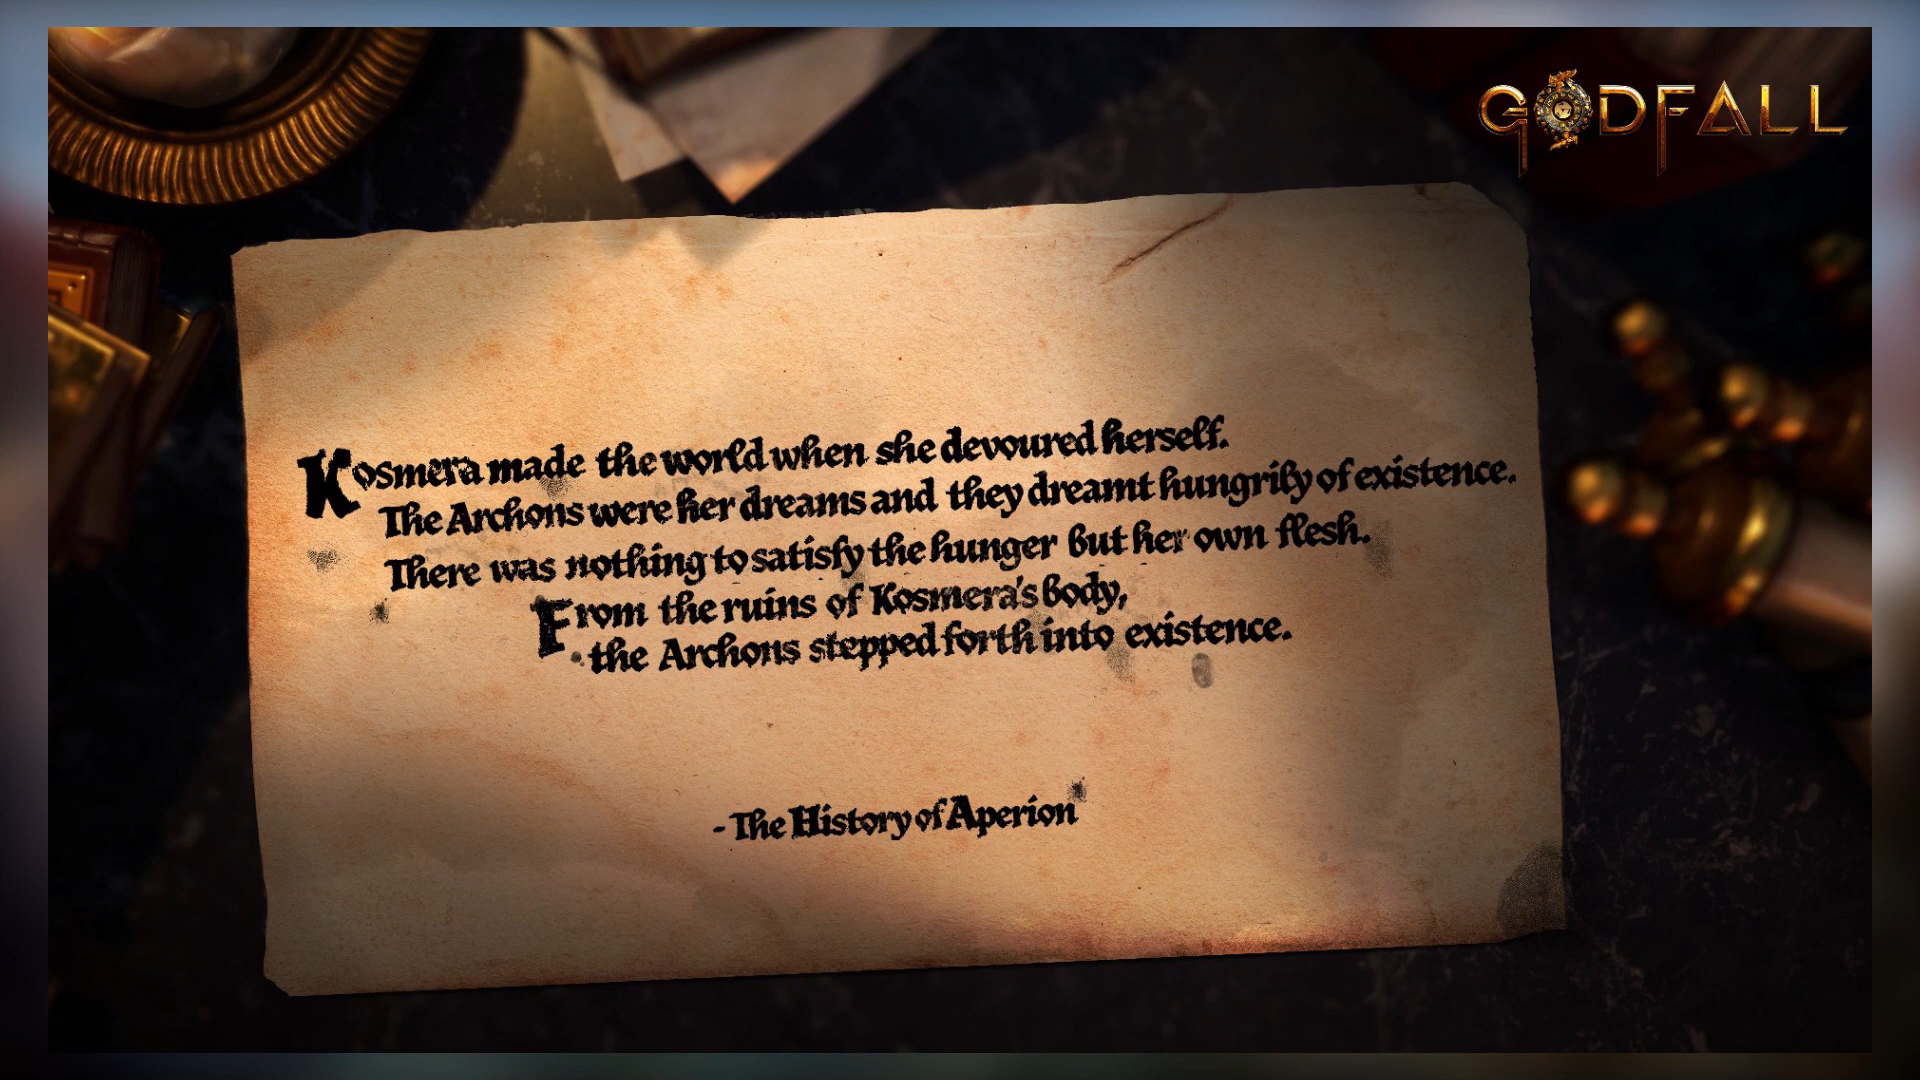 GODFALL
Kosmera made the world when she devoured herself.
The Archons were her dreams and they dreamt hungrily of existence.
There was nothing to satisfy the hunger but her own flesh.
From the ruins of Kosmera's body,
the Archons stepped forth into existence.
- The History of Aperion